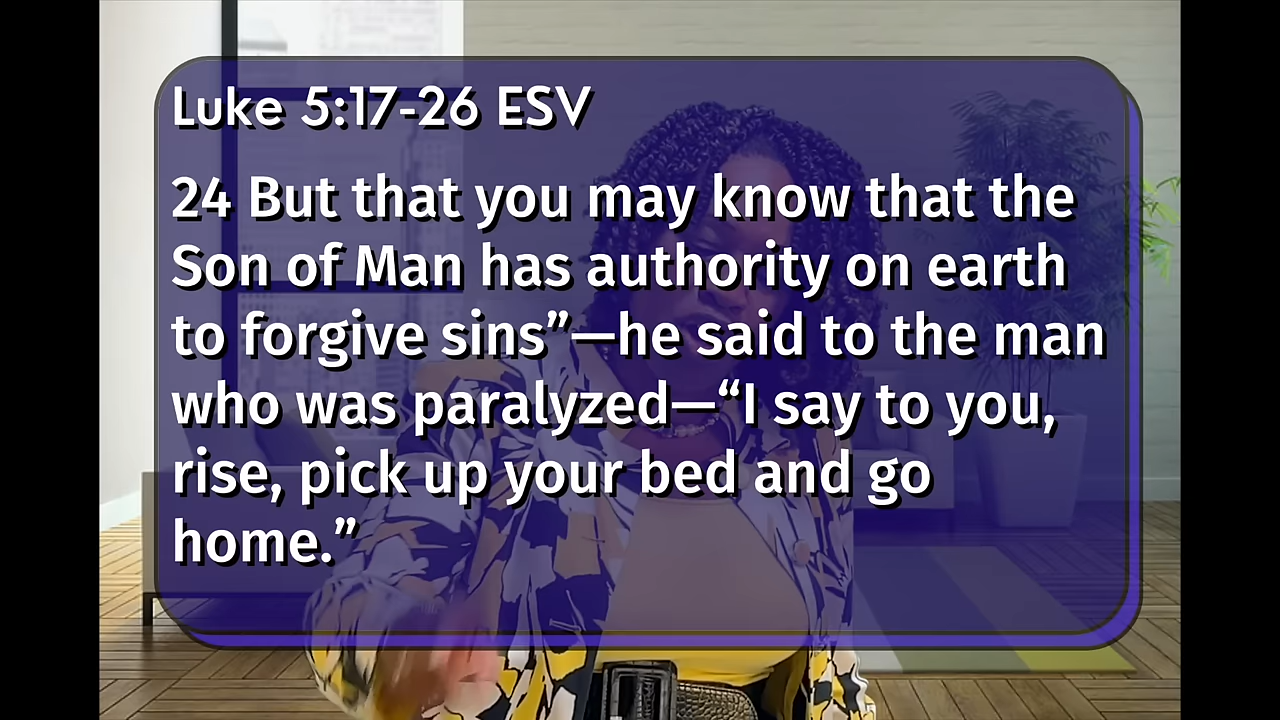 Luke 5:17-26 ESV
24 But that you may know that the
Son of Man has authority on earth
to forgive sins”—he said to the man
who was paralyzed—“I say to you,
rise, pick up your bed and go
home.”